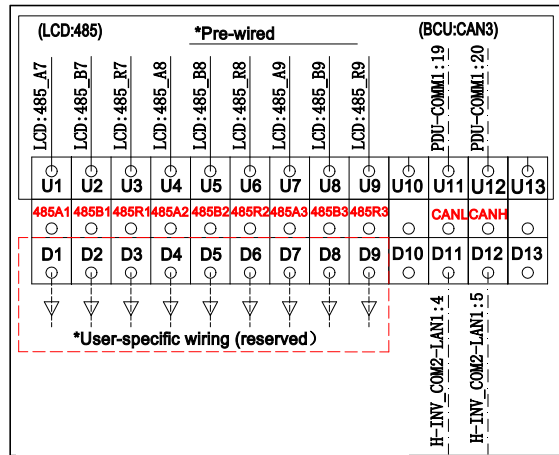 (LCD:485) *Pre-wired (BCU:CAN3)
LCD:485_A7
LCD:485_B7
LCD:485_R7
LCD:485_A8
LCD:485_B8
LCD:485_R8
LCD:485_A9
LCD:485_B9
LCD:485_R9
PDU-COMM1:19
PDU-COMM1:20
U1 U2 U3 U4 U5 U6 U7 U8 U9 U10 U11 U12 U13
485A1 485B1 485R1 485A2 485B2 485R2 485A3 485B3 485R3 CANL CANH
D1 D2 D3 D4 D5 D6 D7 D8 D9 D10 D11 D12 D13
*User-specific wiring (reserved）
H-INV_COM2-LAN1:4
H-INV_COM2-LAN1:5